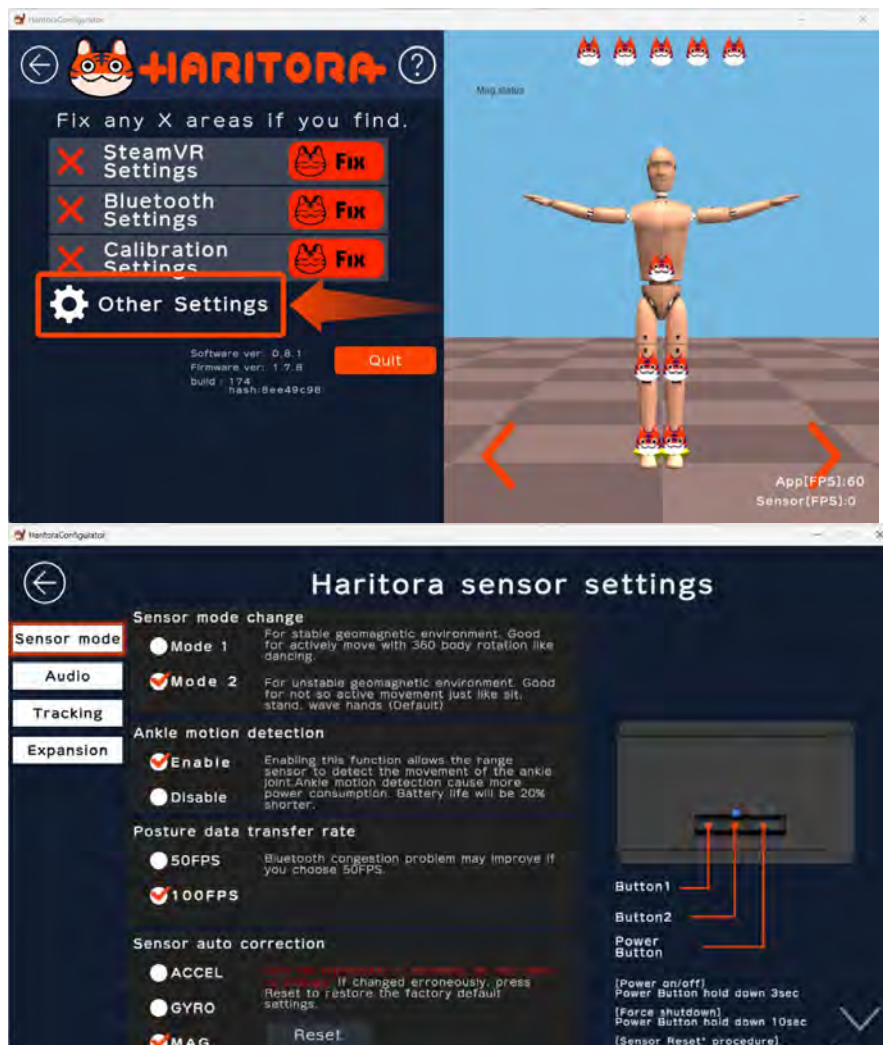 HaritoraConfigurator
HARITORA
?
Mag.status
Fix any X areas if you find.
SteamVR
Settings
Fix
Bluetooth
Settings
Fix
Calibration
Settings
Fix
Other Settings
Software ver: 0.8.1
Firmware ver: 1.7.8
build : 174
hash:8ee49c98
Quit
App[FPS]:60
Sensor[FPS]:0
HaritoraConfigurator
Haritora sensor settings
Sensor mode
Audio
Tracking
Expansion
Sensor mode change
Mode 1
For stable geomagnetic environment. Good
for actively move with 360 body rotation like
dancing.
Mode 2
For unstable geomagnetic environment. Good
for not so active movement just like sit,
stand, wave hands (Default)
Ankle motion detection
Enable
Disable
Enabling this function allows the range
sensor to detect the movement of the ankle
joint.Ankle motion detection cause more
power consumption. Battery life will be 20%
shorter.
Posture data transfer rate
50FPS
100FPS
Bluetooth congestion problem may improve if
you choose 50FPS.
Sensor auto correction
ACCEL
GYRO
MAG
If changed erroneously, press
Reset to restore the factory default
settings.
Reset
Button1
Button2
Power
Button
[Power on/off]
Power Button hold down 3sec
[Force shutdown]
Power Button hold down 10sec
[Sensor Reset* procedure]